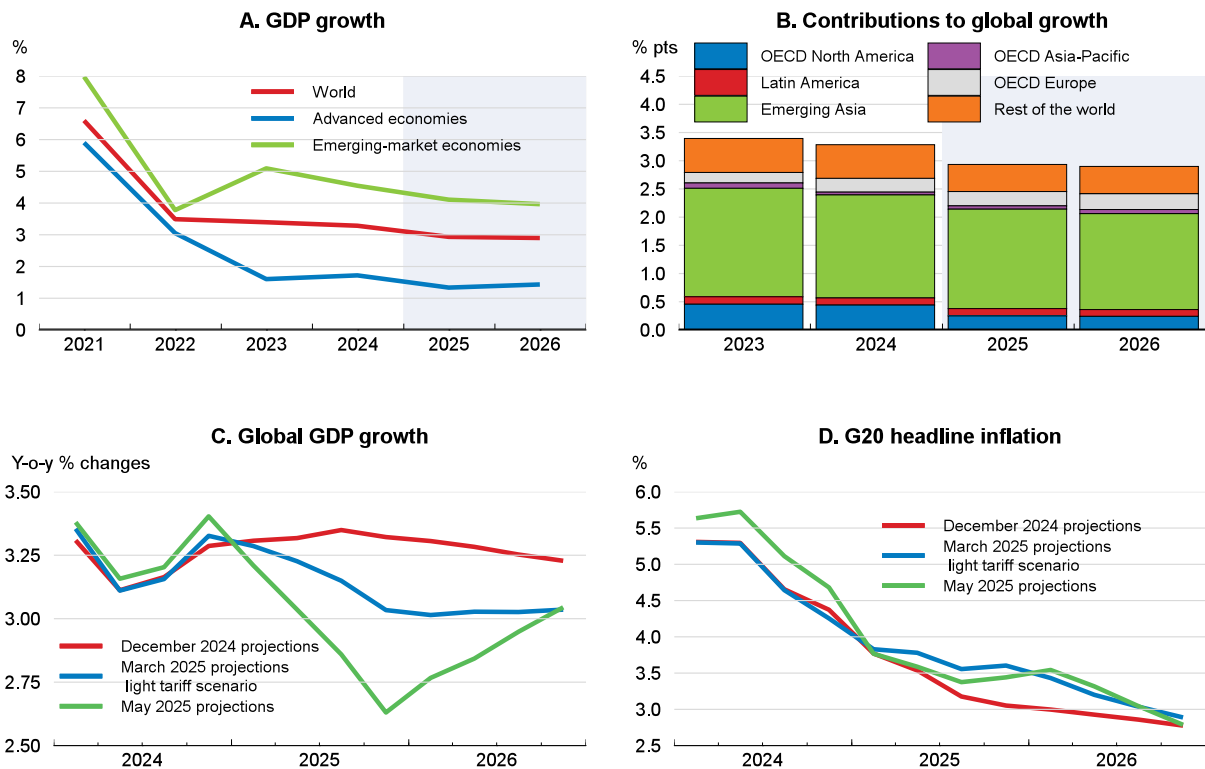 A. GDP growth
%
World
Advanced economies
Emerging-market economies
8
7
6
5
4
3
2
1
0
2021 2022 2023 2024 2025 2026
B. Contributions to global growth
% pts
OECD North America
Latin America
Emerging Asia
OECD Asia-Pacific
OECD Europe
Rest of the world
4.5
4.0
3.5
3.0
2.5
2.0
1.5
1.0
0.5
0.0
2023 2024 2025 2026
C. Global GDP growth
Y-o-y % changes
3.50
3.25
3.00
2.75
2.50
December 2024 projections
March 2025 projections
light tariff scenario
May 2025 projections
2024 2025 2026
D. G20 headline inflation
%
6.0
5.5
5.0
4.5
4.0
3.5
3.0
2.5
December 2024 projections
March 2025 projections
light tariff scenario
May 2025 projections
2024 2025 2026